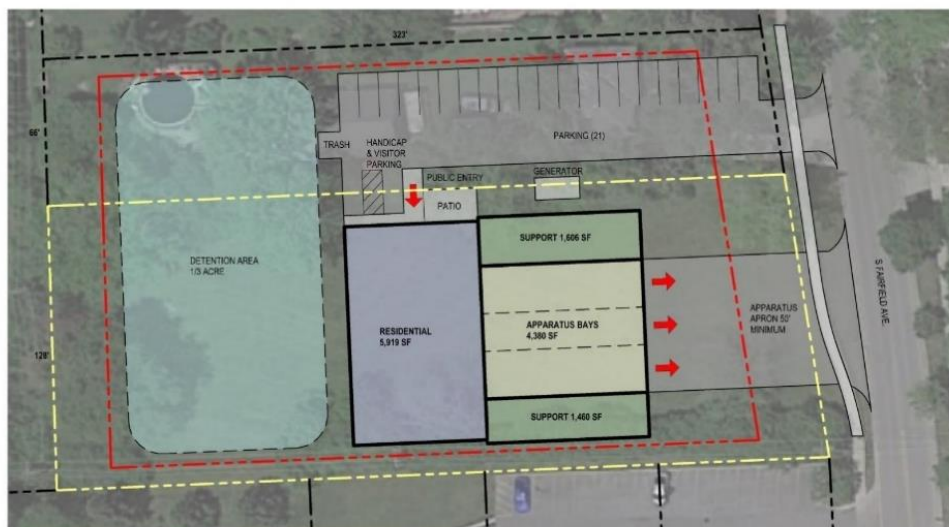 323'
66'
TRASH
HANDICAP
& VISITOR
PARKING
PARKING (21)
PUBLIC ENTRY
GENERATOR
PATIO
SUPPORT 1,606 SF
DETENTION AREA
1/3 ACRE
RESIDENTIAL
5,919 SF
APPARATUS BAYS
4,380 SF
APPARATUS
APRON 50'
MINIMUM
S FAIRFIELD AVE.
128'
SUPPORT 1,460 SF